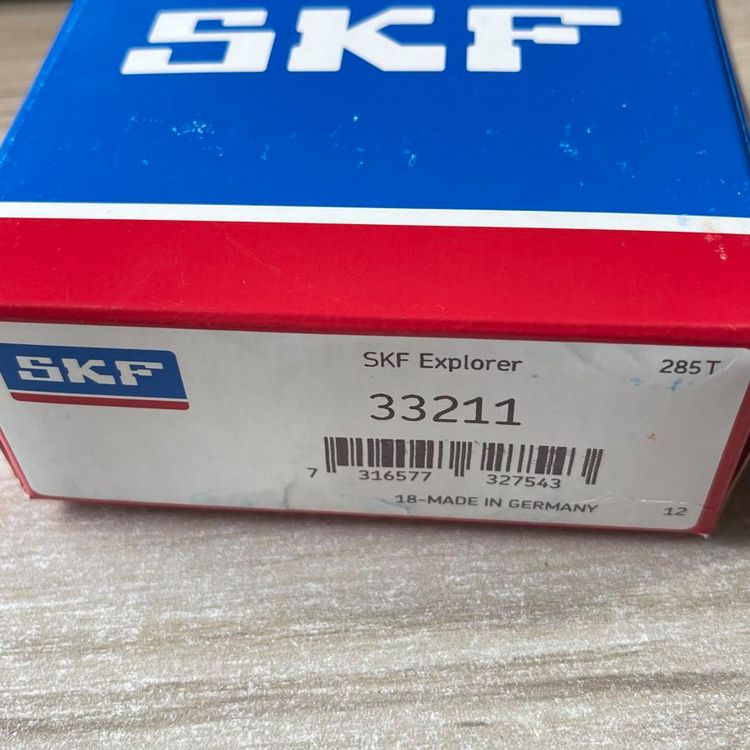 SKF
SKF
SKF Explorer
285 T
33211
7 316577 327543
18-MADE IN GERMANY
12